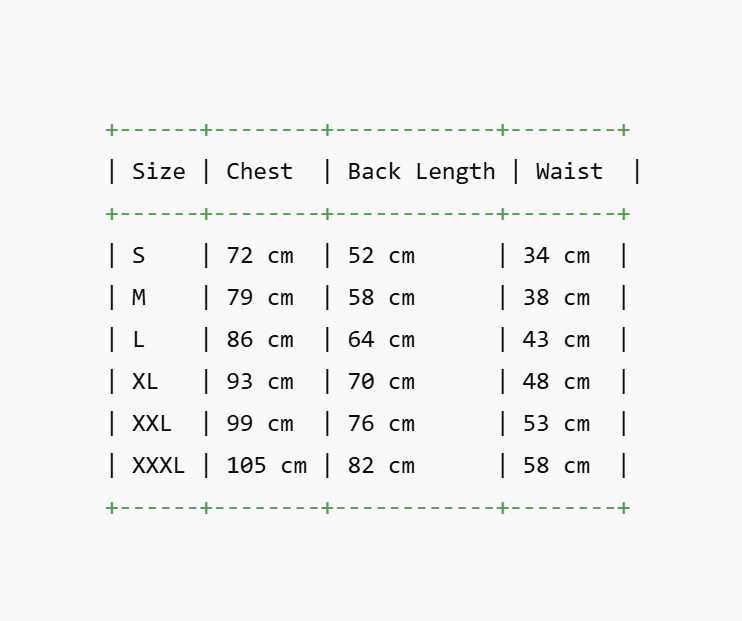 +------+--------+------------+--------+
| Size | Chest  | Back Length | Waist  |
+------+--------+------------+--------+
| S    | 72 cm  | 52 cm      | 34 cm  |
| M    | 79 cm  | 58 cm      | 38 cm  |
| L    | 86 cm  | 64 cm      | 43 cm  |
| XL   | 93 cm  | 70 cm      | 48 cm  |
| XXL  | 99 cm  | 76 cm      | 53 cm  |
| XXXL | 105 cm | 82 cm      | 58 cm  |
+------+--------+------------+--------+